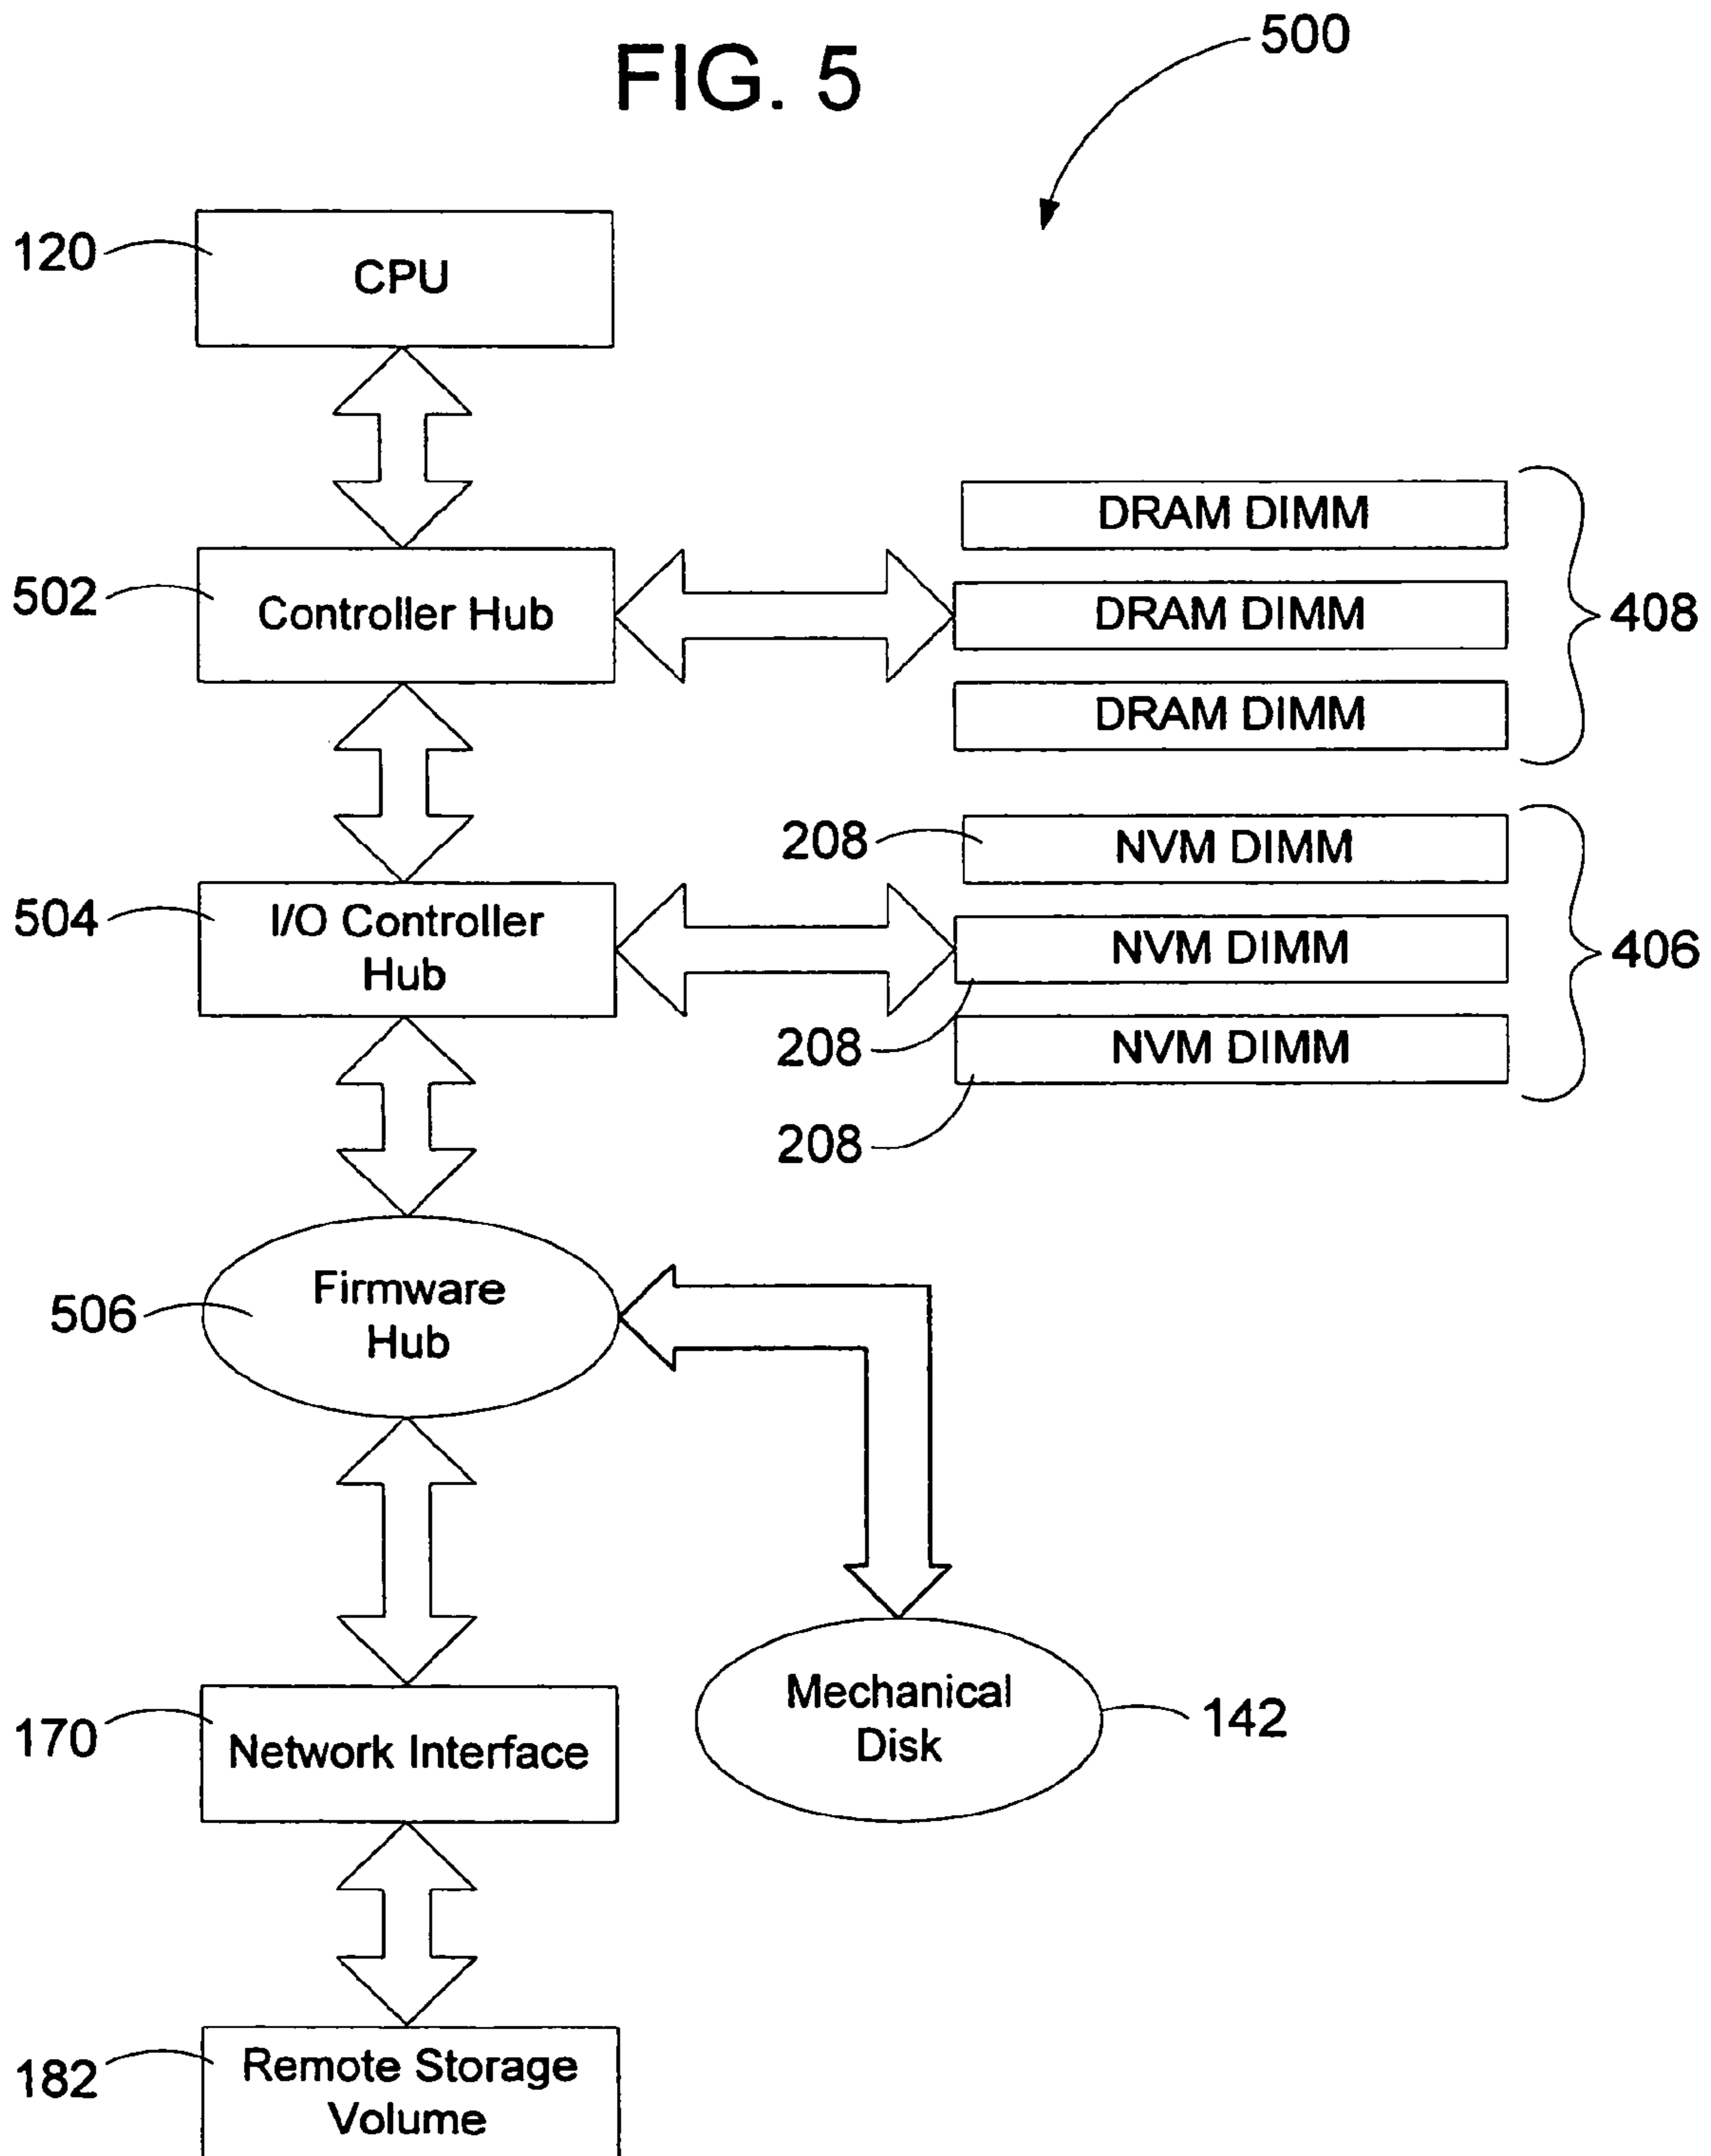 FIG. 5
500
120
CPU
502
Controller Hub
DRAM DIMM
DRAM DIMM
DRAM DIMM
408
504
I/O Controller
Hub
208
NVM DIMM
NVM DIMM
208
NVM DIMM
208
406
506
Firmware
Hub
170
Network Interface
Mechanical
Disk
142
182
Remote Storage
Volume